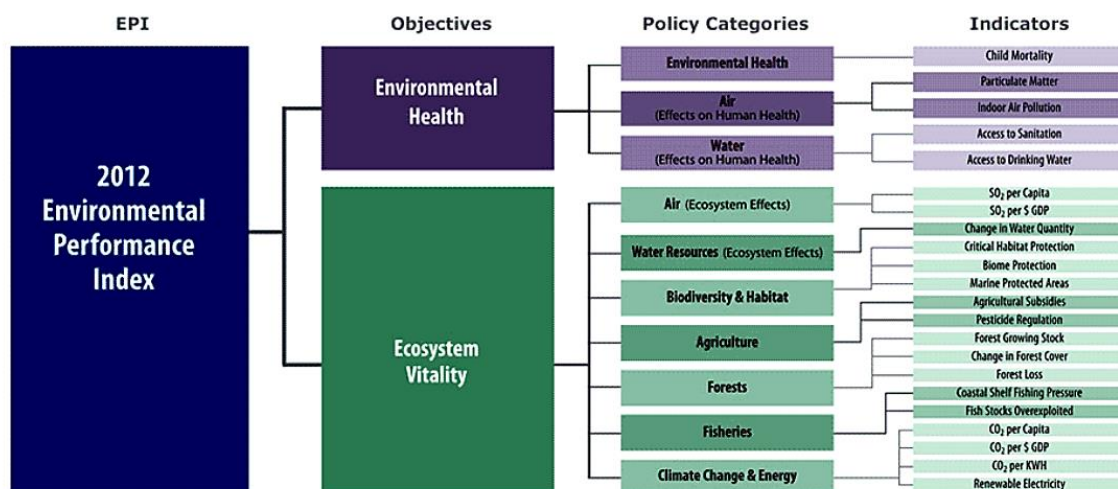 EPI
Objectives
Policy Categories
Indicators
2012
Environmental
Performance
Index
Environmental
Health
Ecosystem
Vitality
Environmental Health
Air
(Effects on Human Health)
Water
(Effects on Human Health)
Air (Ecosystem Effects)
Water Resources (Ecosystem Effects)
Biodiversity & Habitat
Agriculture
Forests
Fisheries
Climate Change & Energy
Child Mortality
Particulate Matter
Indoor Air Pollution
Access to Sanitation
Access to Drinking Water
SO₂ per Capita
SO₂ per $ GDP
Change in Water Quantity
Critical Habitat Protection
Biome Protection
Marine Protected Areas
Agricultural Subsidies
Pesticide Regulation
Forest Growing Stock
Change in Forest Cover
Forest Loss
Coastal Shelf Fishing Pressure
Fish Stocks Overexploited
CO₂ per Capita
CO₂ per $ GDP
CO₂ per KWH
Renewable Electricity